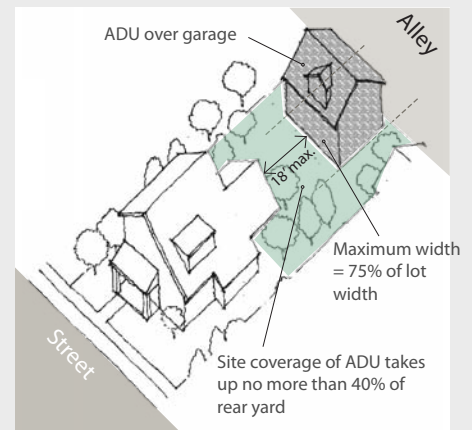 Alley
ADU over garage
18' max.
Maximum width
= 75% of lot
width
Street
Site coverage of ADU takes
up no more than 40% of
rear yard